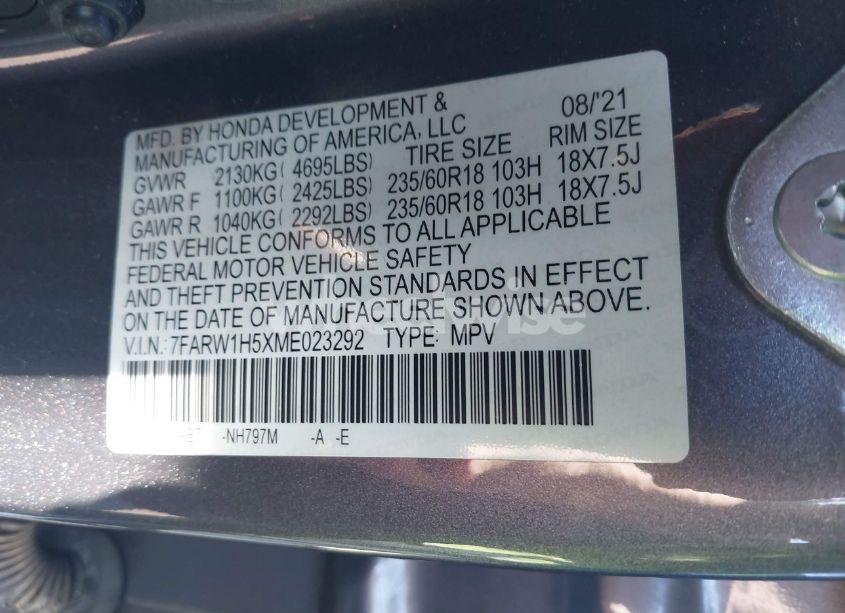 MFD. BY HONDA DEVELOPMENT & 08/'21
MANUFACTURING OF AMERICA, LLC
TIRE SIZE RIM SIZE
GVWR 2130KG( 4695LBS)
GAWR F 1100KG( 2425LBS) 235/60R18 103H 18X7.5J
GAWR R 1040KG( 2292LBS) 235/60R18 103H 18X7.5J
THIS VEHICLE CONFORMS TO ALL APPLICABLE
FEDERAL MOTOR VEHICLE SAFETY
AND THEFT PREVENTION STANDARDS IN EFFECT
ON THE DATE OF MANUFACTURE SHOWN ABOVE.
V.I.N.: 7FARW1H5XME023292 TYPE: MPV
-NH797M -A -E